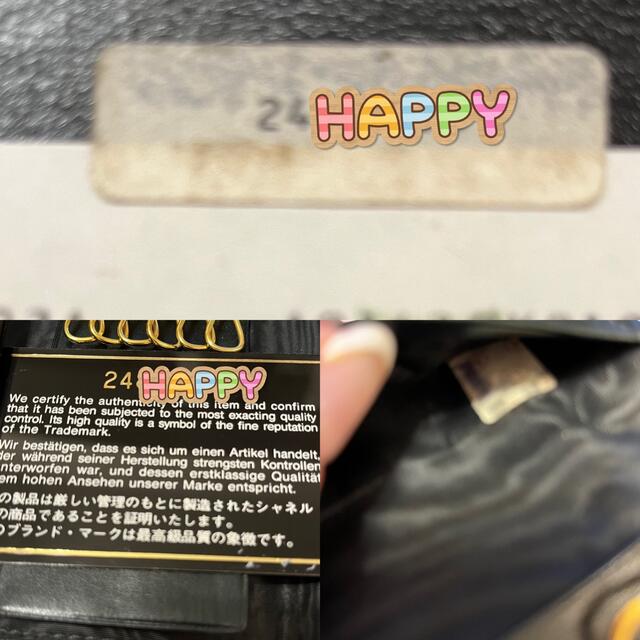 24 HAPPY
24 HAPPY
We certify the authenticity of this item and confirm
that it has been subjected to the most exacting quality
control. Its high quality is a symbol of the fine reputation
of the Trademark.
Wir bestätigen, dass es sich um einen Artikel handelt,
der während seiner Herstellung strengsten Kontrollen
nterworfen war, und dessen erstklassige Qualität
em hohen Ansehen unserer Marke entspricht.
の製品は厳しい管理のもとに製造されたシャネル
の商品であることを証明いたします。
のブランド・マークは最高級品質の象徴です。